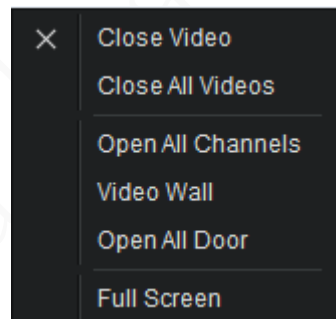 Close Video
Close All Videos
Open All Channels
Video Wall
Open All Door
Full Screen